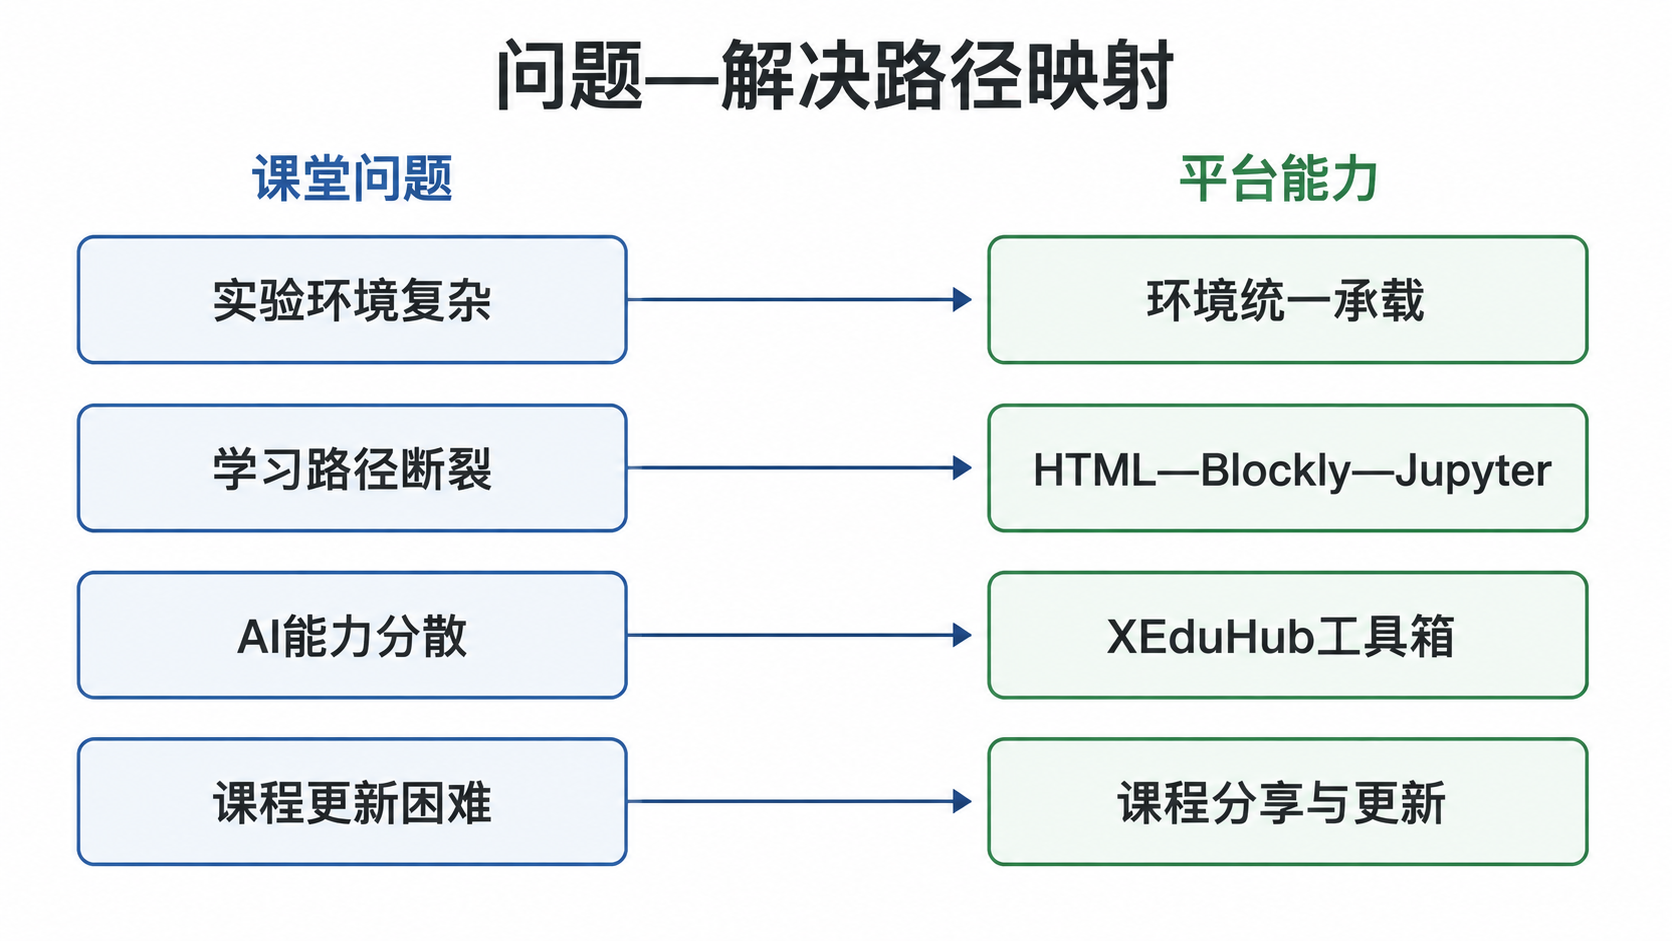 问题—解决路径映射
课堂问题
平台能力
实验环境复杂
环境统一承载
学习路径断裂
HTML—Blockly—Jupyter
AI能力分散
XEduHub工具箱
课程更新困难
课程分享与更新